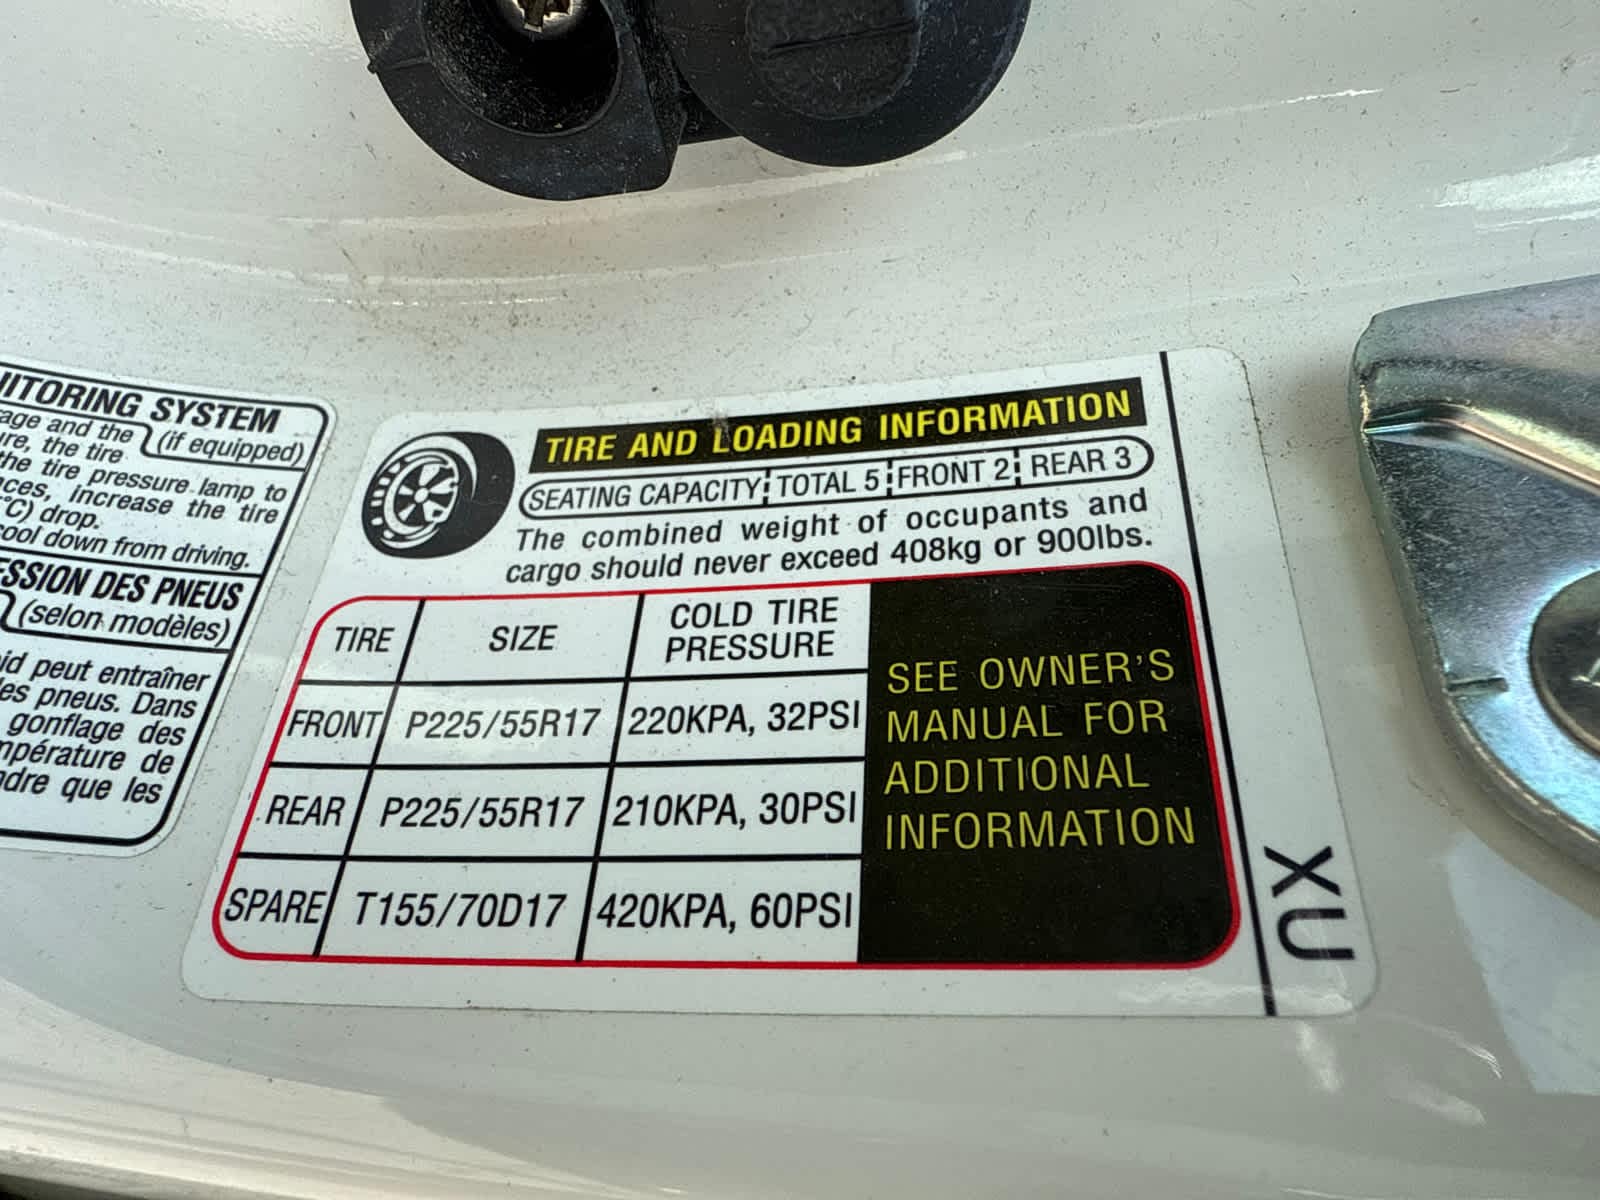 ITORING SYSTEM
age and the (if equipped)
ure, the tire
the tire pressure lamp to
ces, increase the tire
°C) drop.
cool down from driving.
ESSION DES PNEUS
(selon modèles)
id peut entraîner
les pneus. Dans
gonflage des
mpérature de
ndre que les
TIRE AND LOADING INFORMATION
SEATING CAPACITY TOTAL 5 FRONT 2 REAR 3
The combined weight of occupants and
cargo should never exceed 408kg or 900lbs.
TIRE SIZE COLD TIRE
PRESSURE
FRONT P225/55R17 220KPA, 32PSI
REAR P225/55R17 210KPA, 30PSI
SPARE T155/70D17 420KPA, 60PSI
SEE OWNER'S
MANUAL FOR
ADDITIONAL
INFORMATION
XU